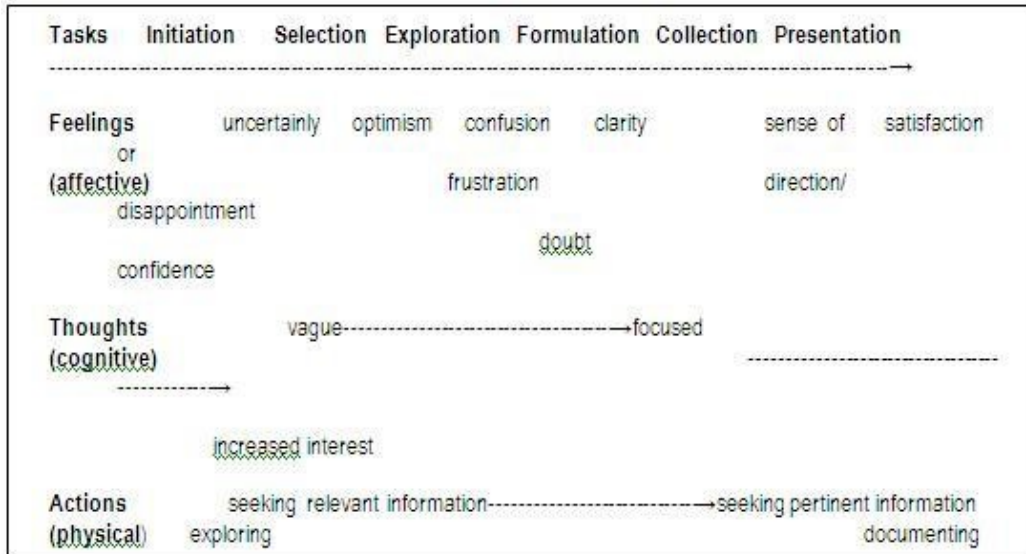 Tasks Initiation Selection Exploration Formulation Collection Presentation
Feelings uncertainly optimism confusion clarity sense of satisfaction
or
(affective) frustration direction/
disappointment
doubt
confidence
Thoughts vague focused
(cognitive)
increased interest
Actions seeking relevant information seeking pertinent information
(physical) exploring documenting